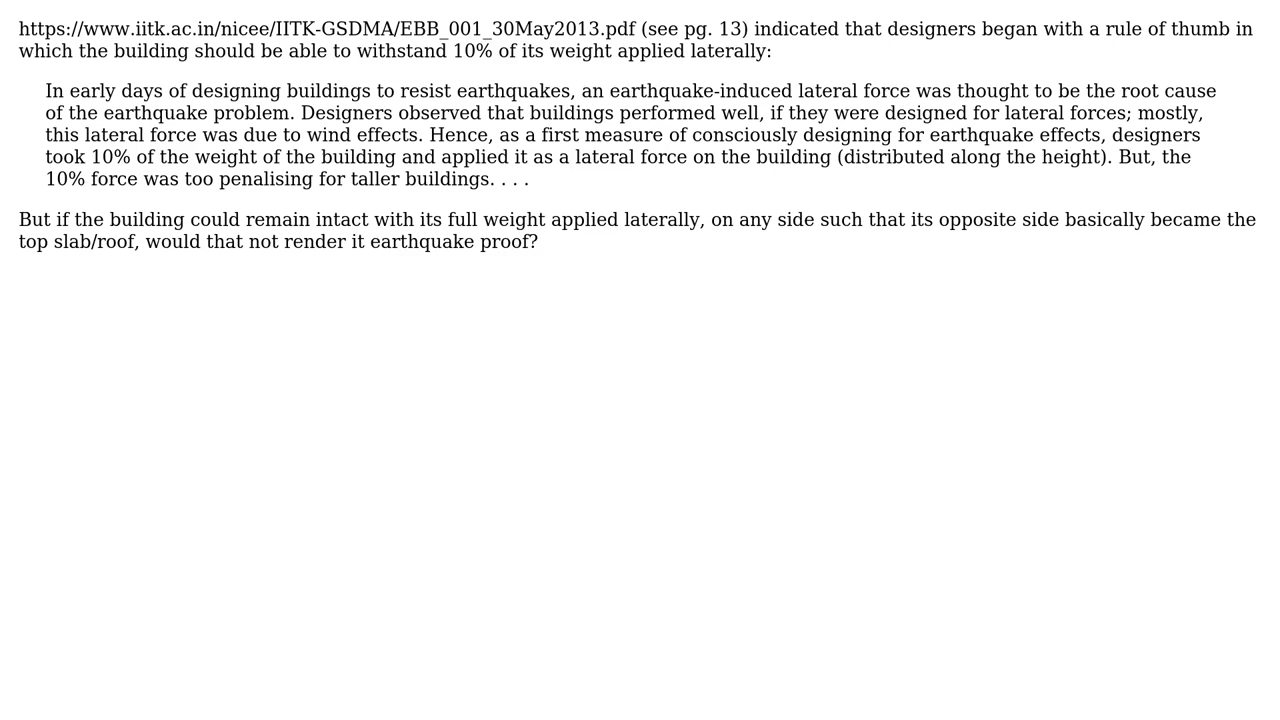 https://www.iitk.ac.in/nicee/IITK-GSDMA/EBB_001_30May2013.pdf (see pg. 13) indicated that designers began with a rule of thumb in
which the building should be able to withstand 10% of its weight applied laterally:
In early days of designing buildings to resist earthquakes, an earthquake-induced lateral force was thought to be the root cause
of the earthquake problem. Designers observed that buildings performed well, if they were designed for lateral forces; mostly,
this lateral force was due to wind effects. Hence, as a first measure of consciously designing for earthquake effects, designers
took 10% of the weight of the building and applied it as a lateral force on the building (distributed along the height). But, the
10% force was too penalising for taller buildings. . . .
But if the building could remain intact with its full weight applied laterally, on any side such that its opposite side basically became the
top slab/roof, would that not render it earthquake proof?